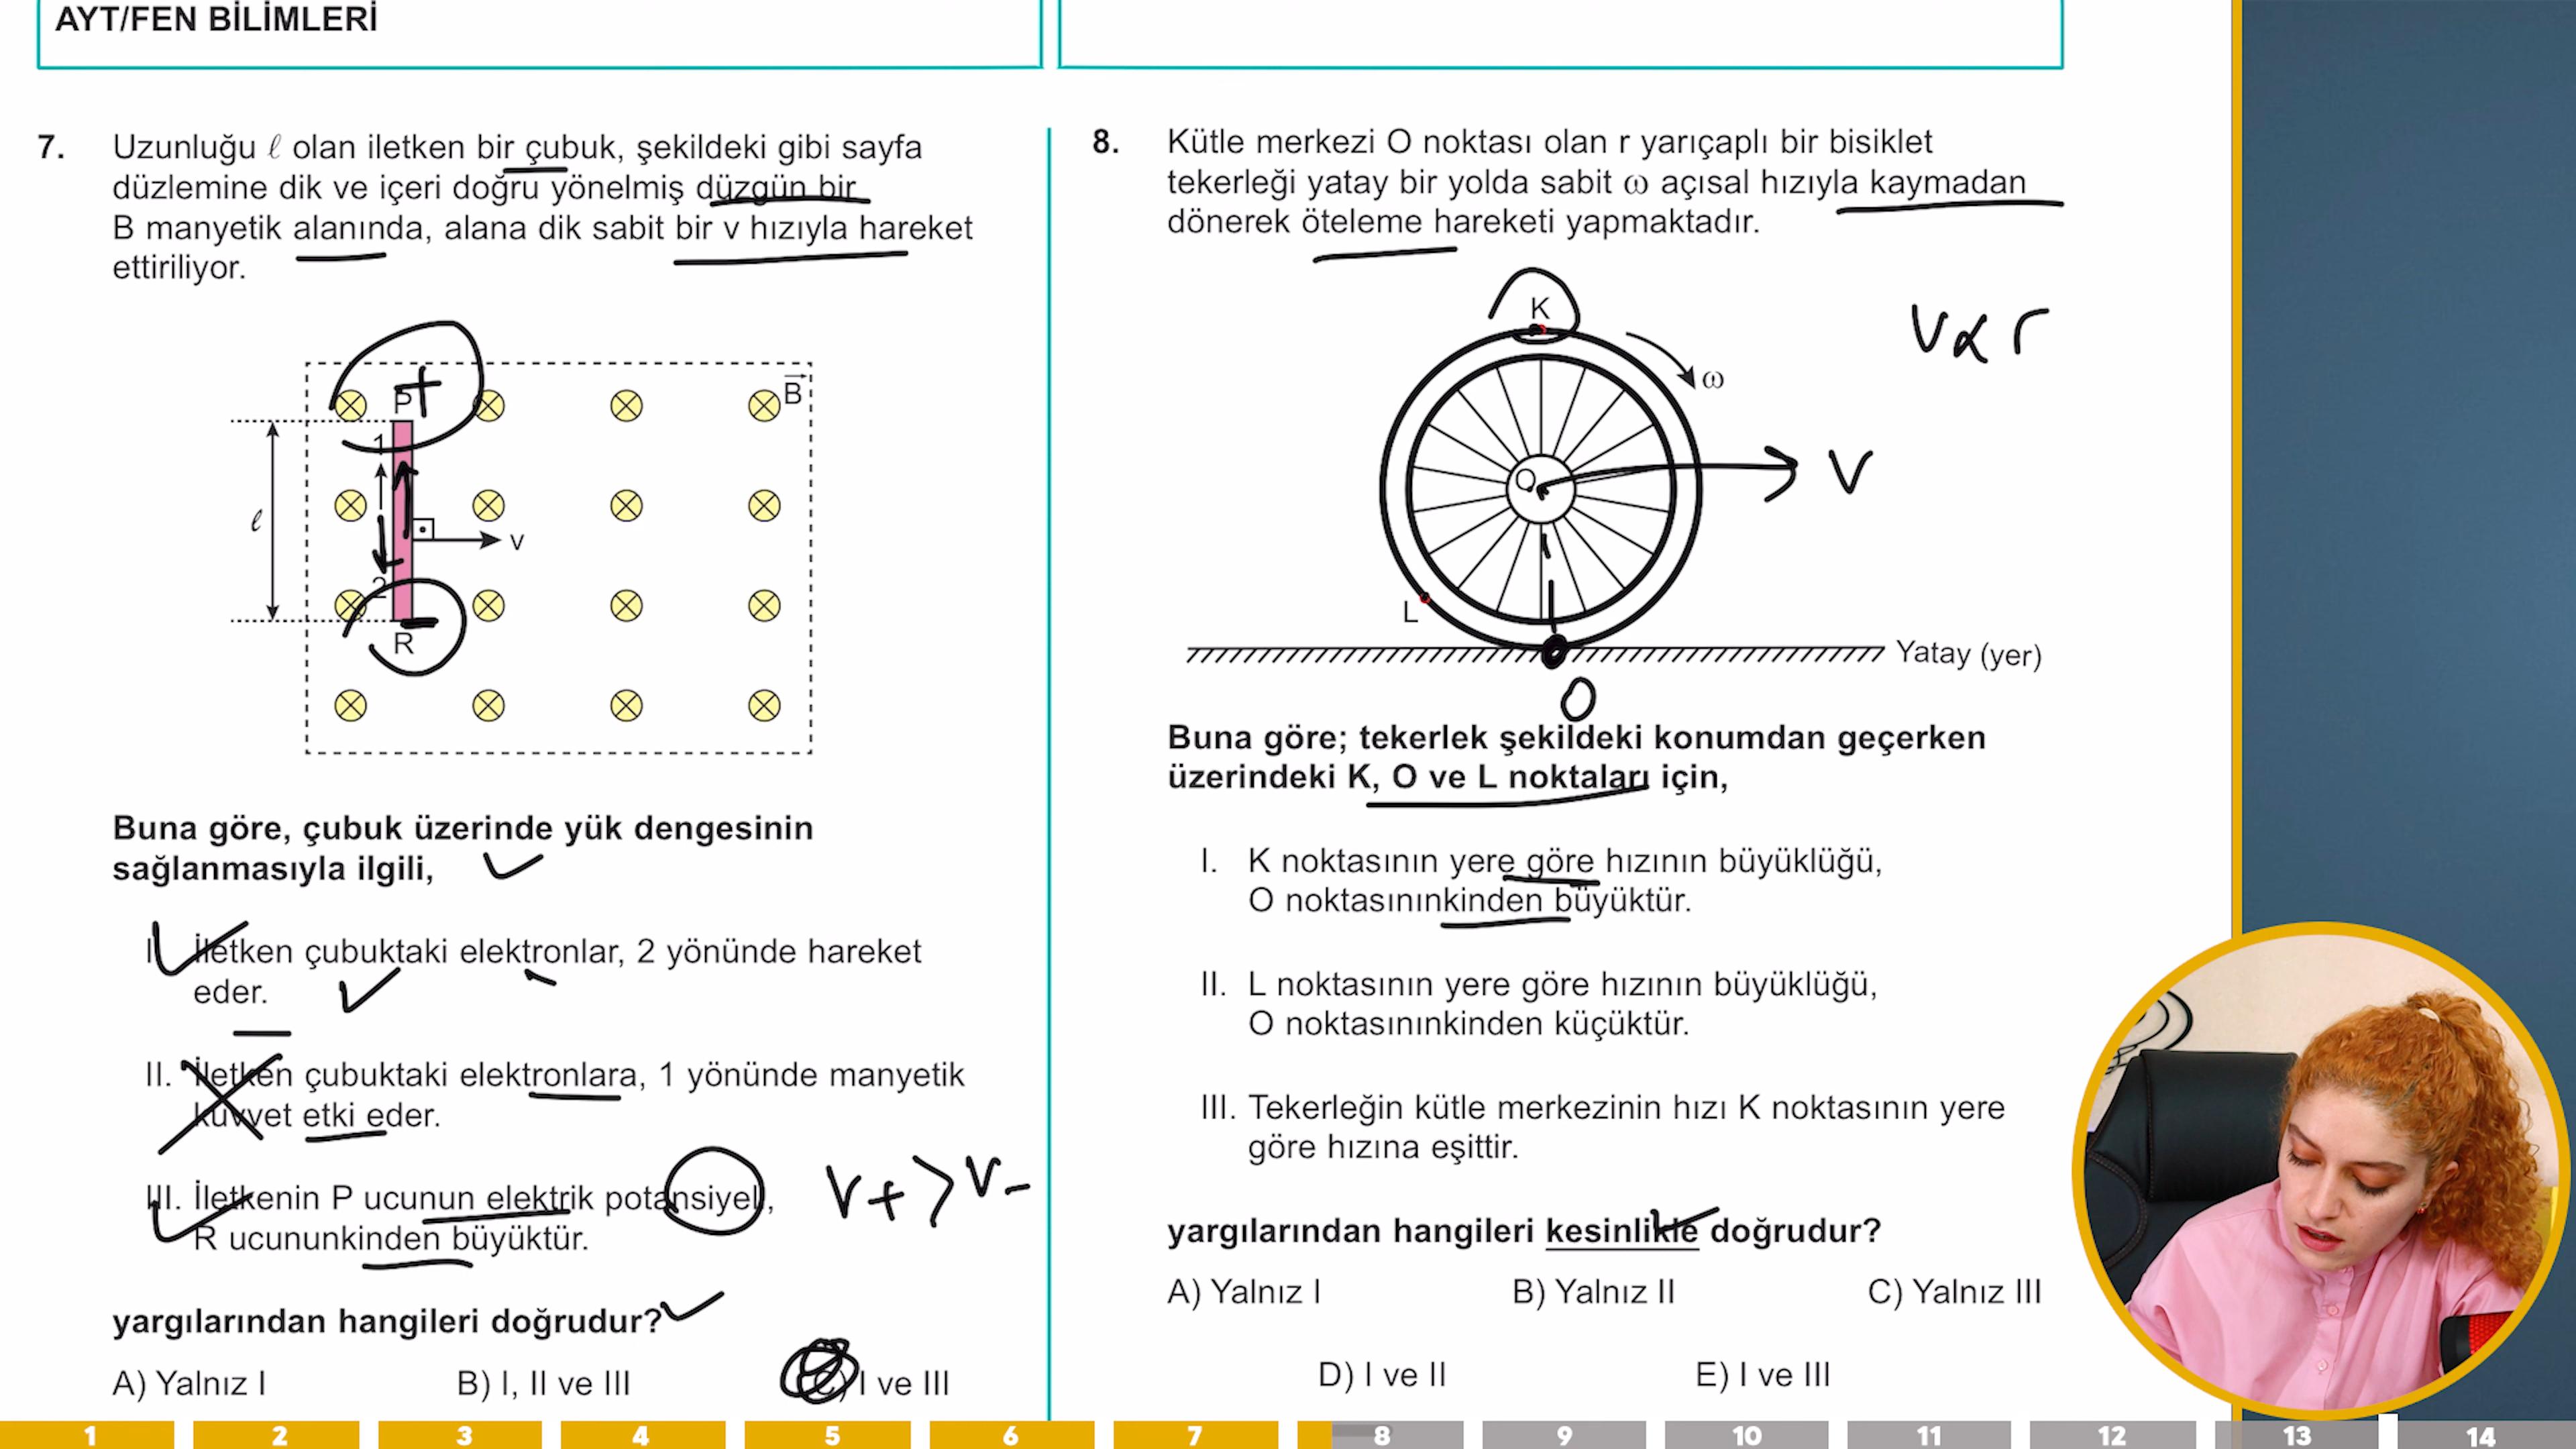 AYT/FEN BİLİMLERİ
7. Uzunluğu ℓ olan iletken bir çubuk, şekildeki gibi sayfa
düzlemine dik ve içeri doğru yönelmiş düzgün bir
B manyetik alanında, alana dik sabit bir v hızıyla hareket
ettiriliyor.
P
+
B
1
ℓ
v
2
R
Buna göre, çubuk üzerinde yük dengesinin
sağlanmasıyla ilgili,
I. İletken çubuktaki elektronlar, 2 yönünde hareket
eder.
II. İletken çubuktaki elektronlara, 1 yönünde manyetik
kuvvet etki eder.
III. İletkenin P ucunun elektrik potansiyeli,
R ucununkinden büyüktür.
V+ > V-
yargılarından hangileri doğrudur?
A) Yalnız I
B) I, II ve III
C) I ve III
8. Kütle merkezi O noktası olan r yarıçaplı bir bisiklet
tekerleği yatay bir yolda sabit ω açısal hızıyla kaymadan
dönerek öteleme hareketi yapmaktadır.
K
V α r
ω
O
V
L
Yatay (yer)
O
Buna göre; tekerlek şekildeki konumdan geçerken
üzerindeki K, O ve L noktaları için,
I. K noktasının yere göre hızının büyüklüğü,
O noktasınınkinden büyüktür.
II. L noktasının yere göre hızının büyüklüğü,
O noktasınınkinden küçüktür.
III. Tekerleğin kütle merkezinin hızı K noktasının yere
göre hızına eşittir.
yargılarından hangileri kesinlikle doğrudur?
A) Yalnız I
B) Yalnız II
C) Yalnız III
D) I ve II
E) I ve III
1 2 3 4 5 6 7 8 9 10 11 12 13 14